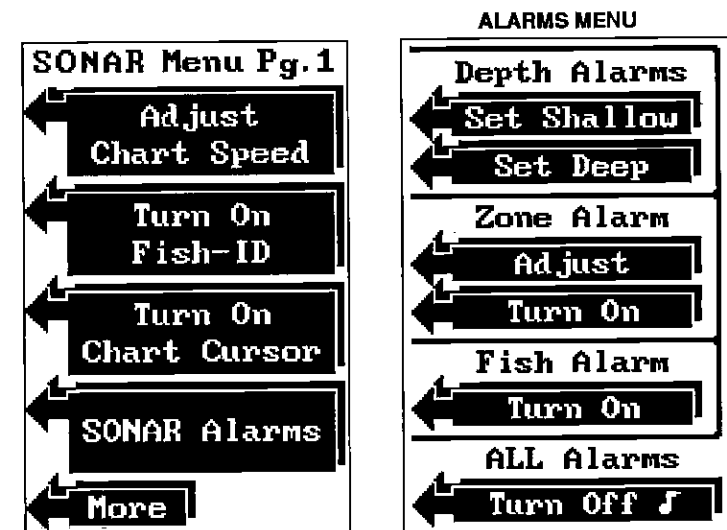 SONAR Menu Pg.1
Adjust
Chart Speed
Turn On
Fish-ID
Turn On
Chart Cursor
SONAR Alarms
More
ALARMS MENU
Depth Alarms
Set Shallow
Set Deep
Zone Alarm
Adjust
Turn On
Fish Alarm
Turn On
ALL Alarms
Turn Off ♪